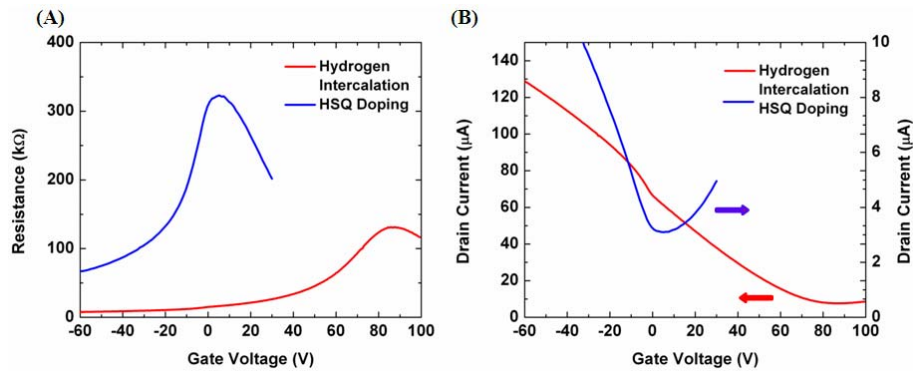 (A)
(B)
400
300
200
100
0
-60 -40 -20 0 20 40 60 80 100
Resistance (kΩ)
Gate Voltage (V)
Hydrogen
Intercalation
HSQ Doping
140
120
100
80
60
40
20
0
-60 -40 -20 0 20 40 60 80 100
Drain Current (μA)
Gate Voltage (V)
Hydrogen
Intercalation
HSQ Doping
10
8
6
4
2
0
Drain Current (μA)